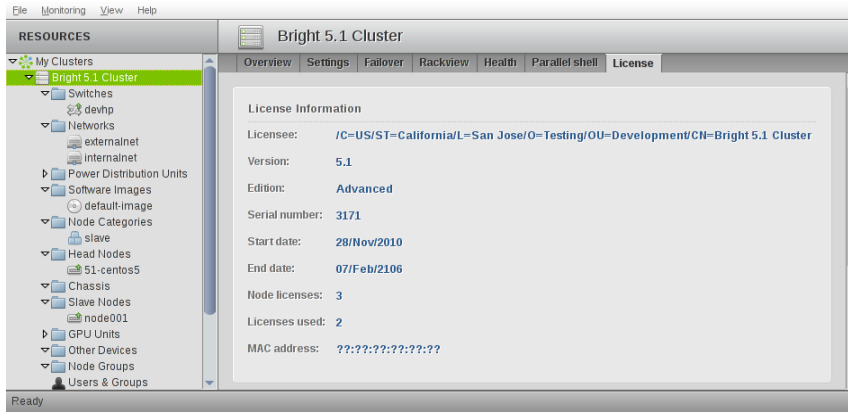 File Monitoring View Help
RESOURCES
Bright 5.1 Cluster
My Clusters
Bright 5.1 Cluster
Switches
devhp
Networks
externalnet
internalnet
Power Distribution Units
Software Images
default-image
Node Categories
slave
Head Nodes
51-centos5
Chassis
Slave Nodes
node001
GPU Units
Other Devices
Node Groups
Users & Groups
Overview Settings Failover Rackview Health Parallel shell License
License Information
Licensee: /C=US/ST=California/L=San Jose/O=Testing/OU=Development/CN=Bright 5.1 Cluster
Version: 5.1
Edition: Advanced
Serial number: 3171
Start date: 28/Nov/2010
End date: 07/Feb/2106
Node licenses: 3
Licenses used: 2
MAC address: ??:??:??:??:??:??
Ready